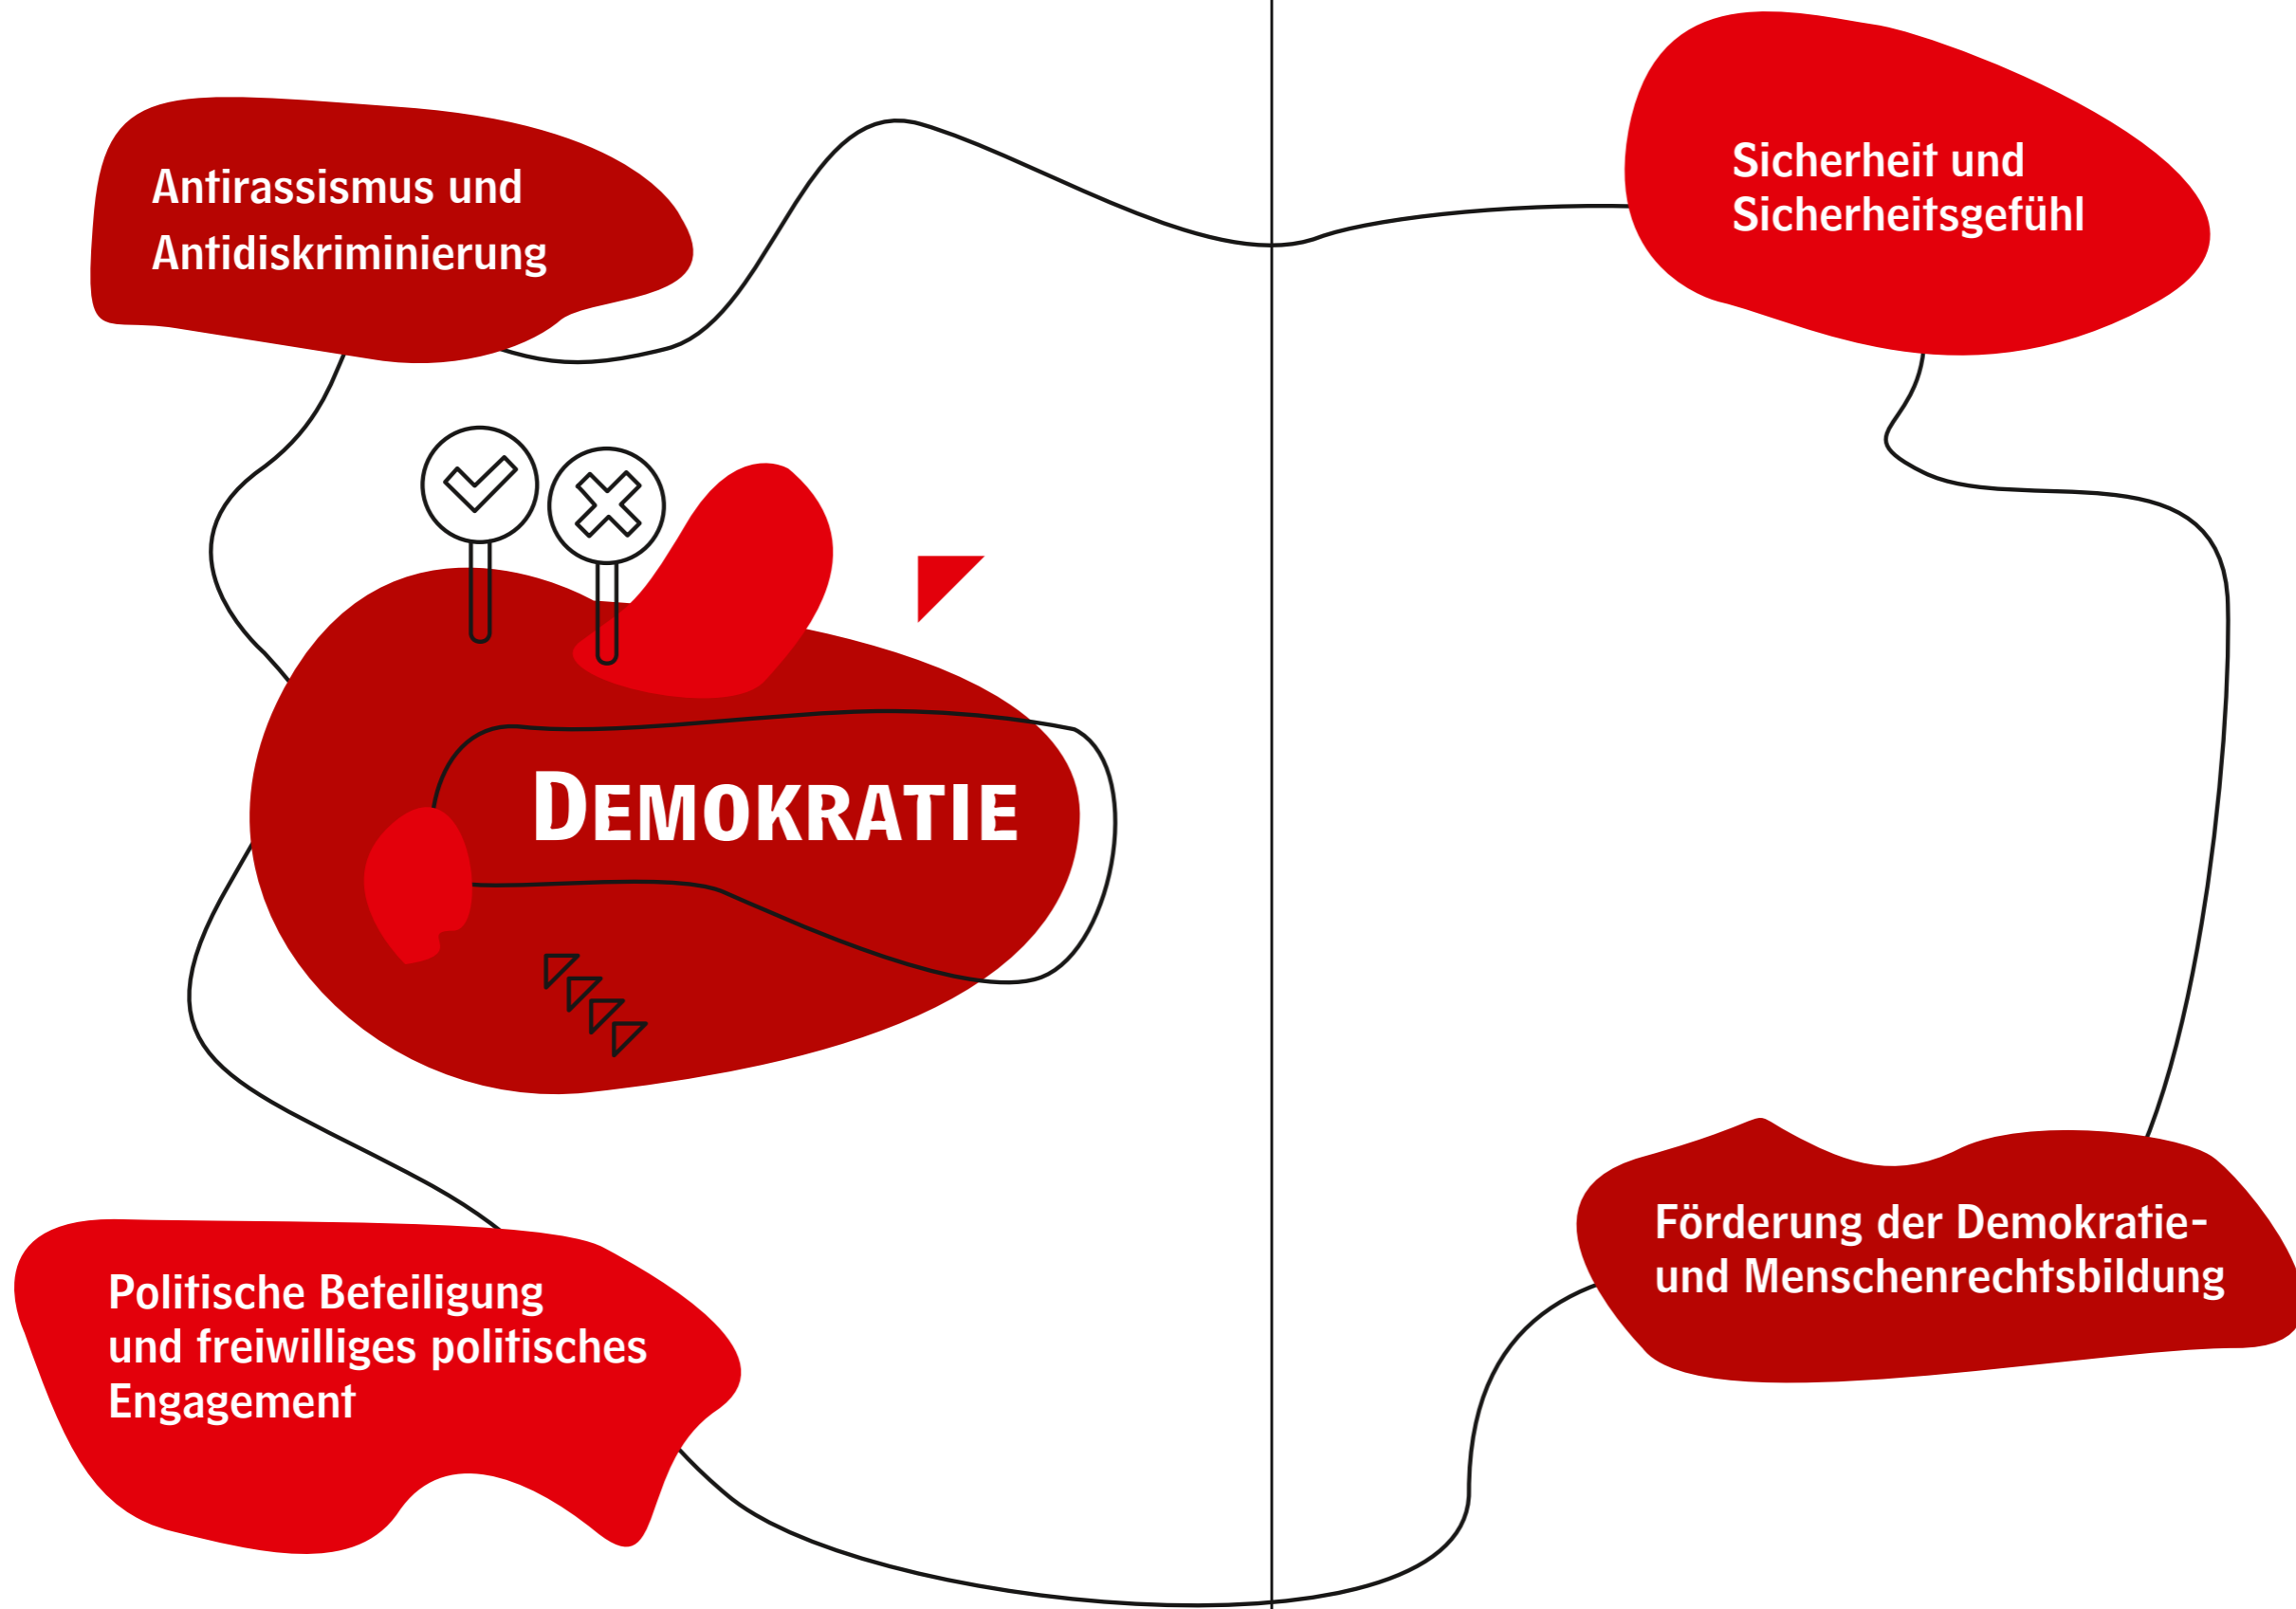 Antirassismus und
Antidiskriminierung
Sicherheit und
Sicherheitsgefühl
DEMOKRATIE
Politische Beteiligung
und freiwilliges politisches
Engagement
Förderung der Demokratie-
und Menschenrechtsbildung